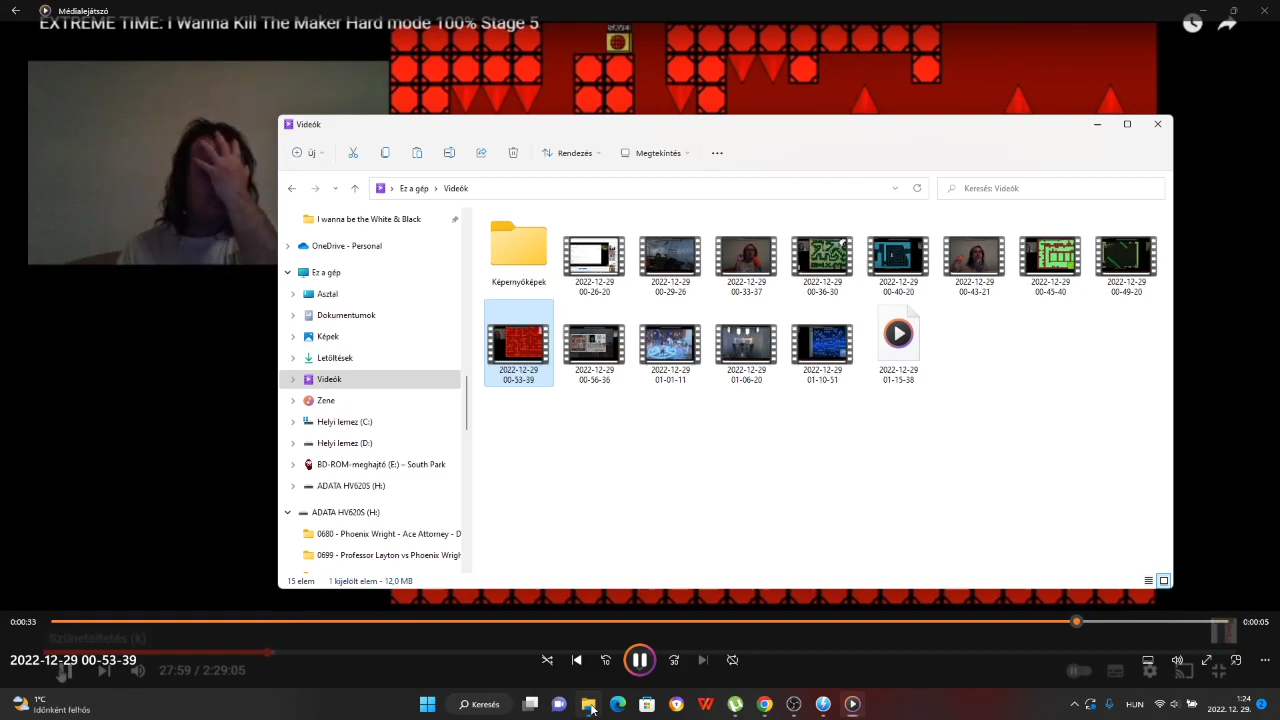 Médialejátszó
EXTREME TIME: I Wanna Kill The Maker Hard mode 100% Stage 5
SAVE!
Videók
Új
Rendezés
Megtekintés
Ez a gép > Videók
Keresés: Videók
I wanna be the White & Black
OneDrive - Personal
Ez a gép
Asztal
Dokumentumok
Képek
Letöltések
Videók
Zene
Helyi lemez (C:)
Helyi lemez (D:)
BD-ROM-meghajtó (E:) – South Park
ADATA HV620S (H:)
ADATA HV620S (H:)
0680 - Phoenix Wright - Ace Attorney - D
0699 - Professor Layton vs Phoenix Wrigh
Képernyőképek
2022-12-29 00-26-20
2022-12-29 00-29-26
2022-12-29 00-33-37
2022-12-29 00-36-30
2022-12-29 00-40-20
2022-12-29 00-43-21
2022-12-29 00-45-40
2022-12-29 00-49-20
2022-12-29 00-53-39
2022-12-29 00-56-36
2022-12-29 01-01-11
2022-12-29 01-06-20
2022-12-29 01-10-51
2022-12-29 01-15-38
15 elem 1 kijelölt elem - 12,0 MB
0:00:33
0:00:05
Szüneteltetés (k)
2022-12-29 00-53-39
10
30
27:59 / 2:29:05
1°C
Időnként felhős
Keresés
HUN
1:24
2022. 12. 29.
2